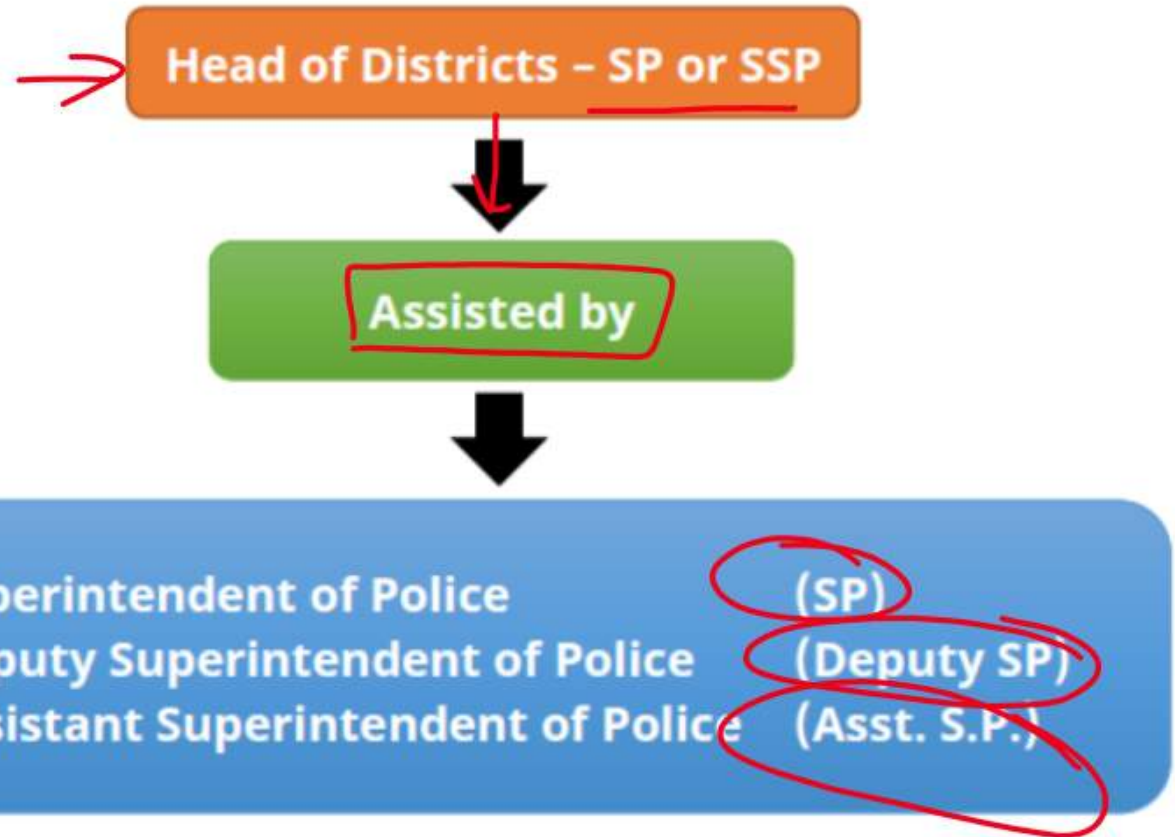 Head of Districts – SP or SSP
Assisted by
perintendent of Police (SP)
puty Superintendent of Police (Deputy SP)
sistant Superintendent of Police (Asst. S.P.)